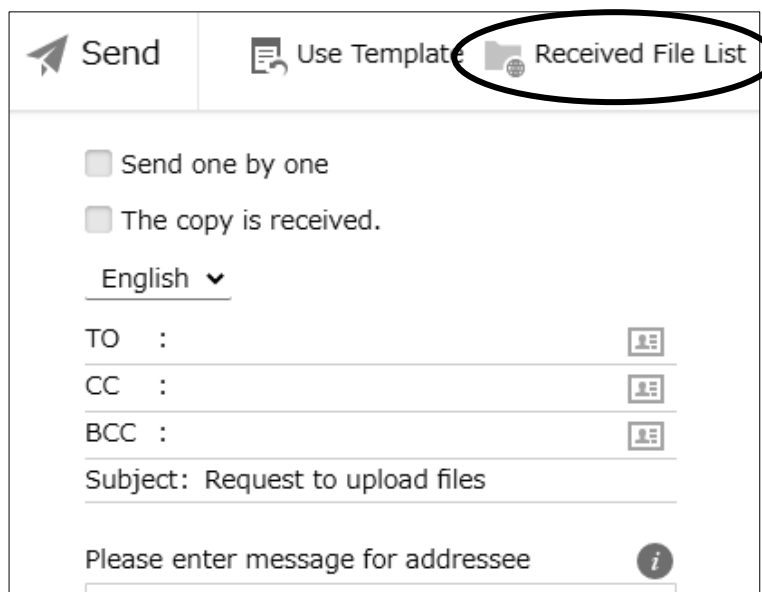 Send Use Template Received File List
Send one by one
The copy is received.
English
TO :
CC :
BCC :
Subject: Request to upload files
Please enter message for addressee i